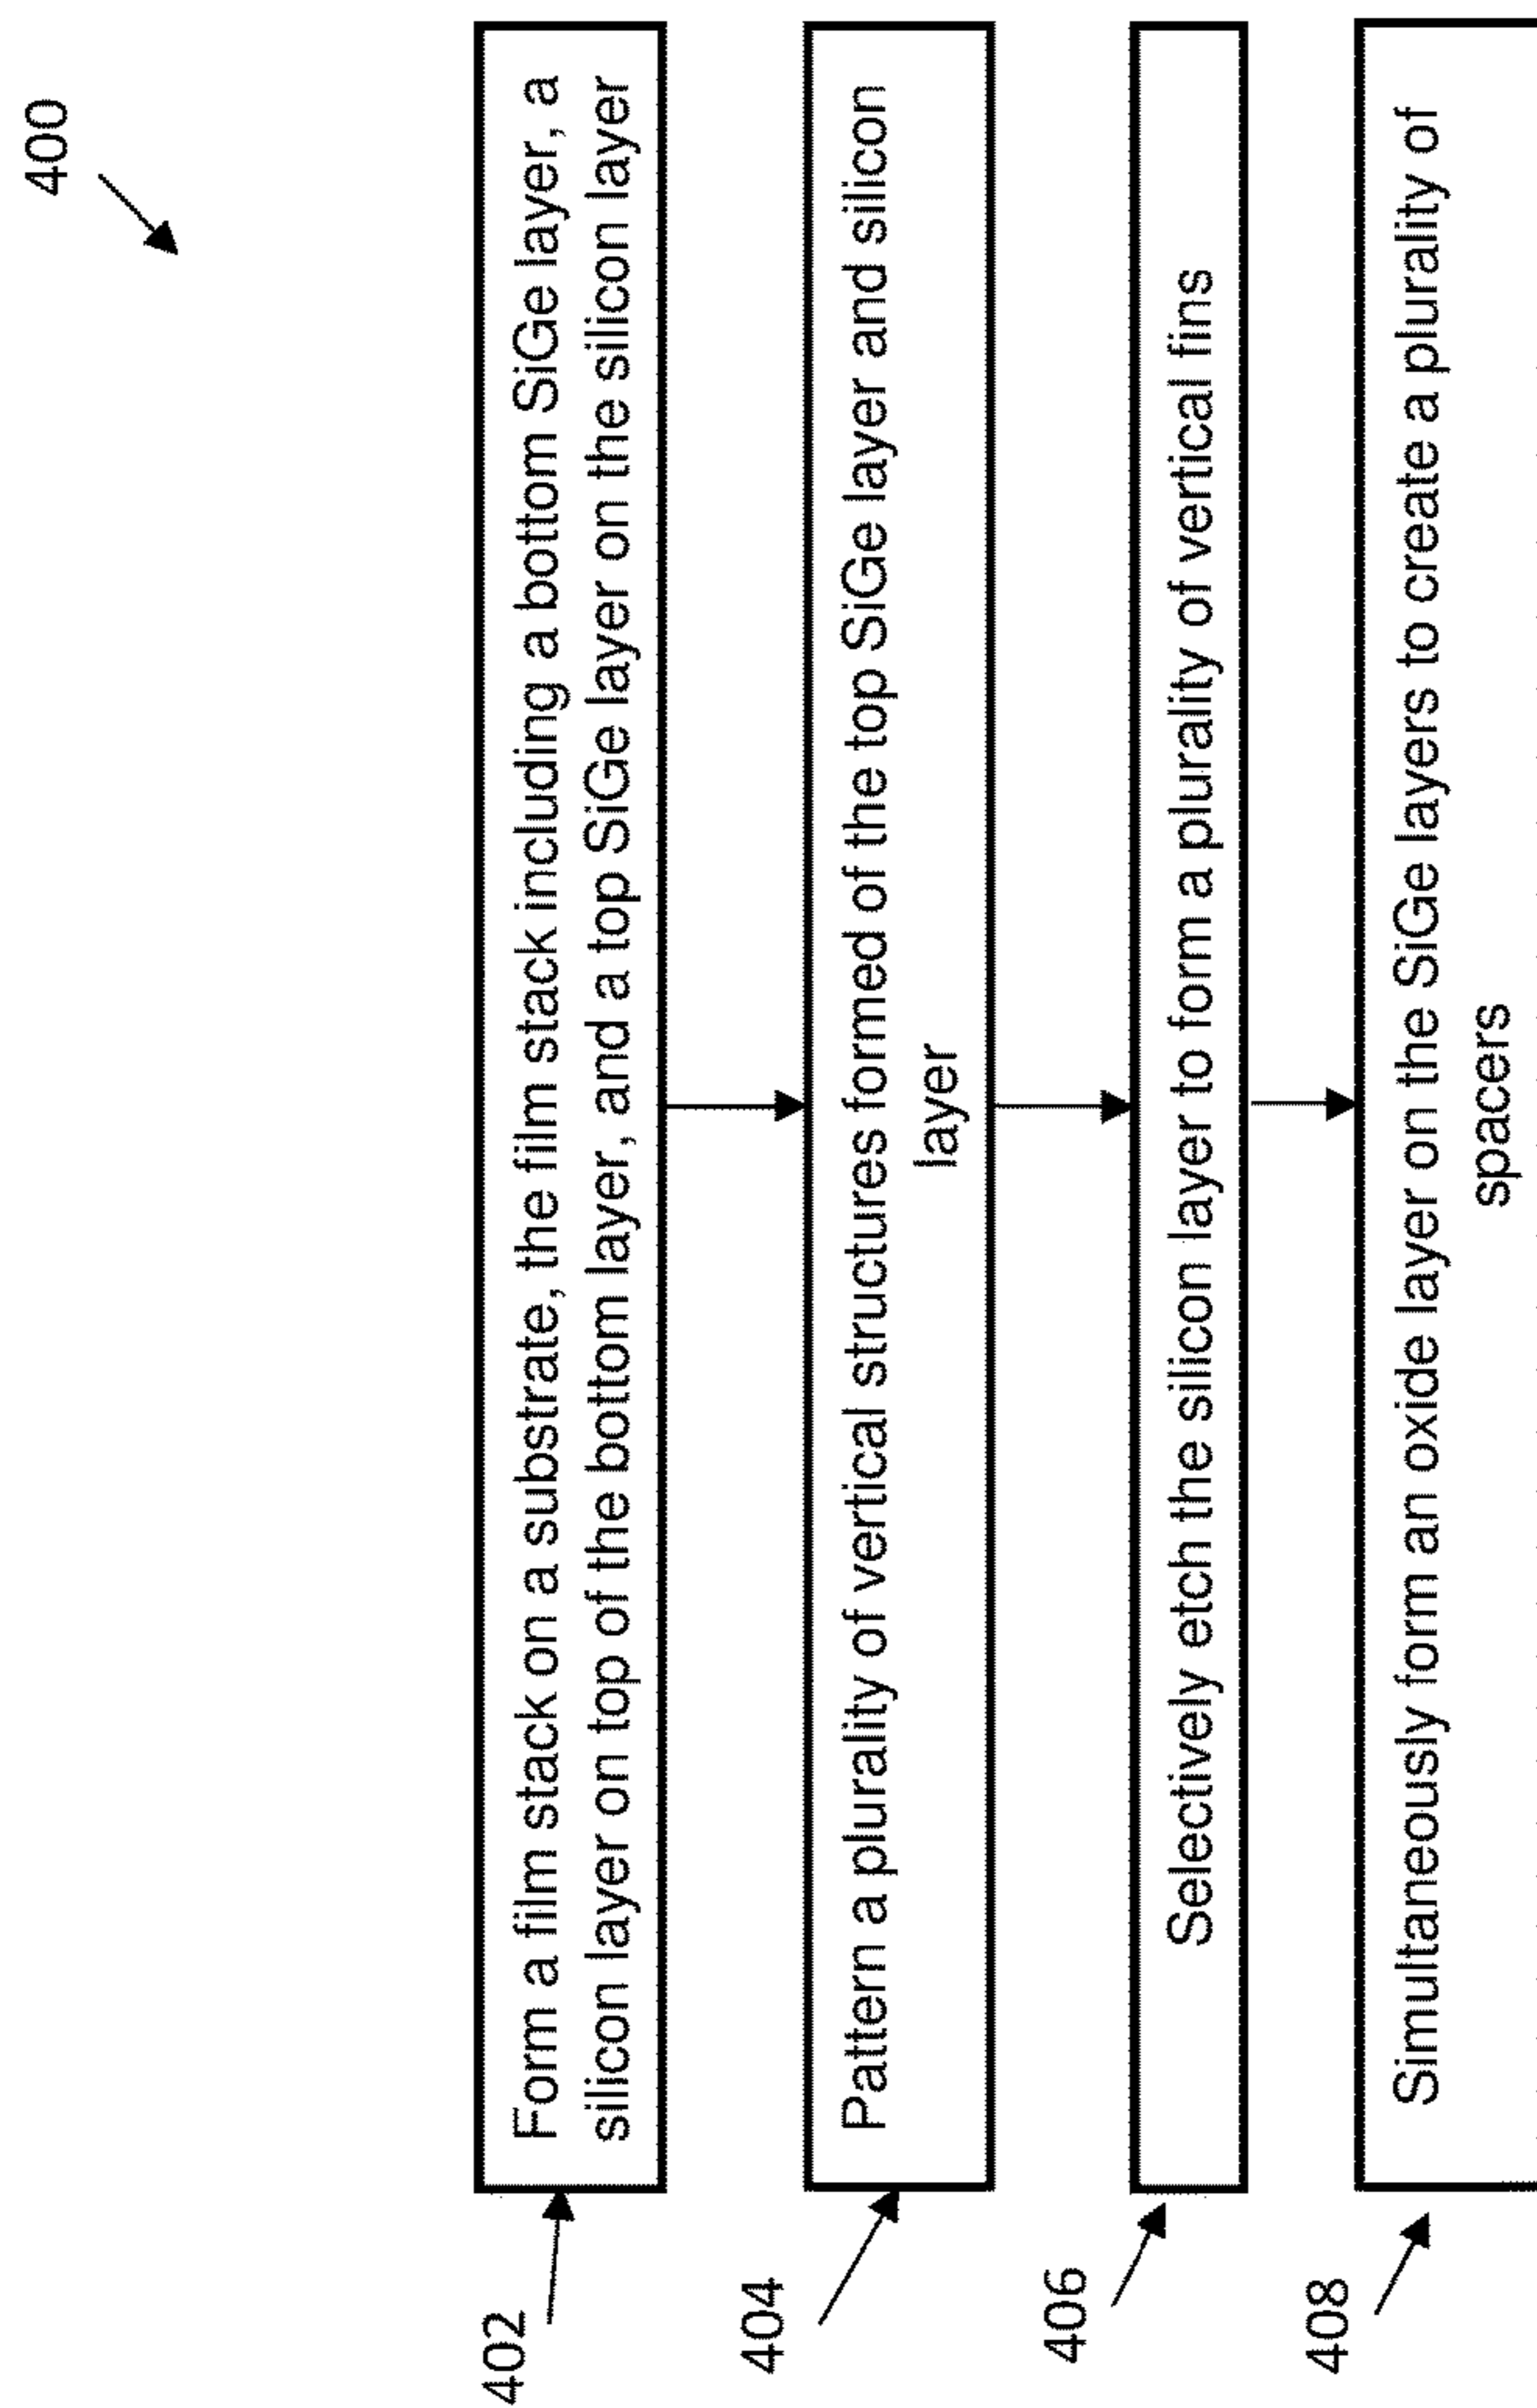 400
402
Form a film stack on a substrate, the film stack including a bottom SiGe layer, a
silicon layer on top of the bottom layer, and a top SiGe layer on the silicon layer
404
Pattern a plurality of vertical structures formed of the top SiGe layer and silicon
layer
406
Selectively etch the silicon layer to form a plurality of vertical fins
408
Simultaneously form an oxide layer on the SiGe layers to create a plurality of
spacers